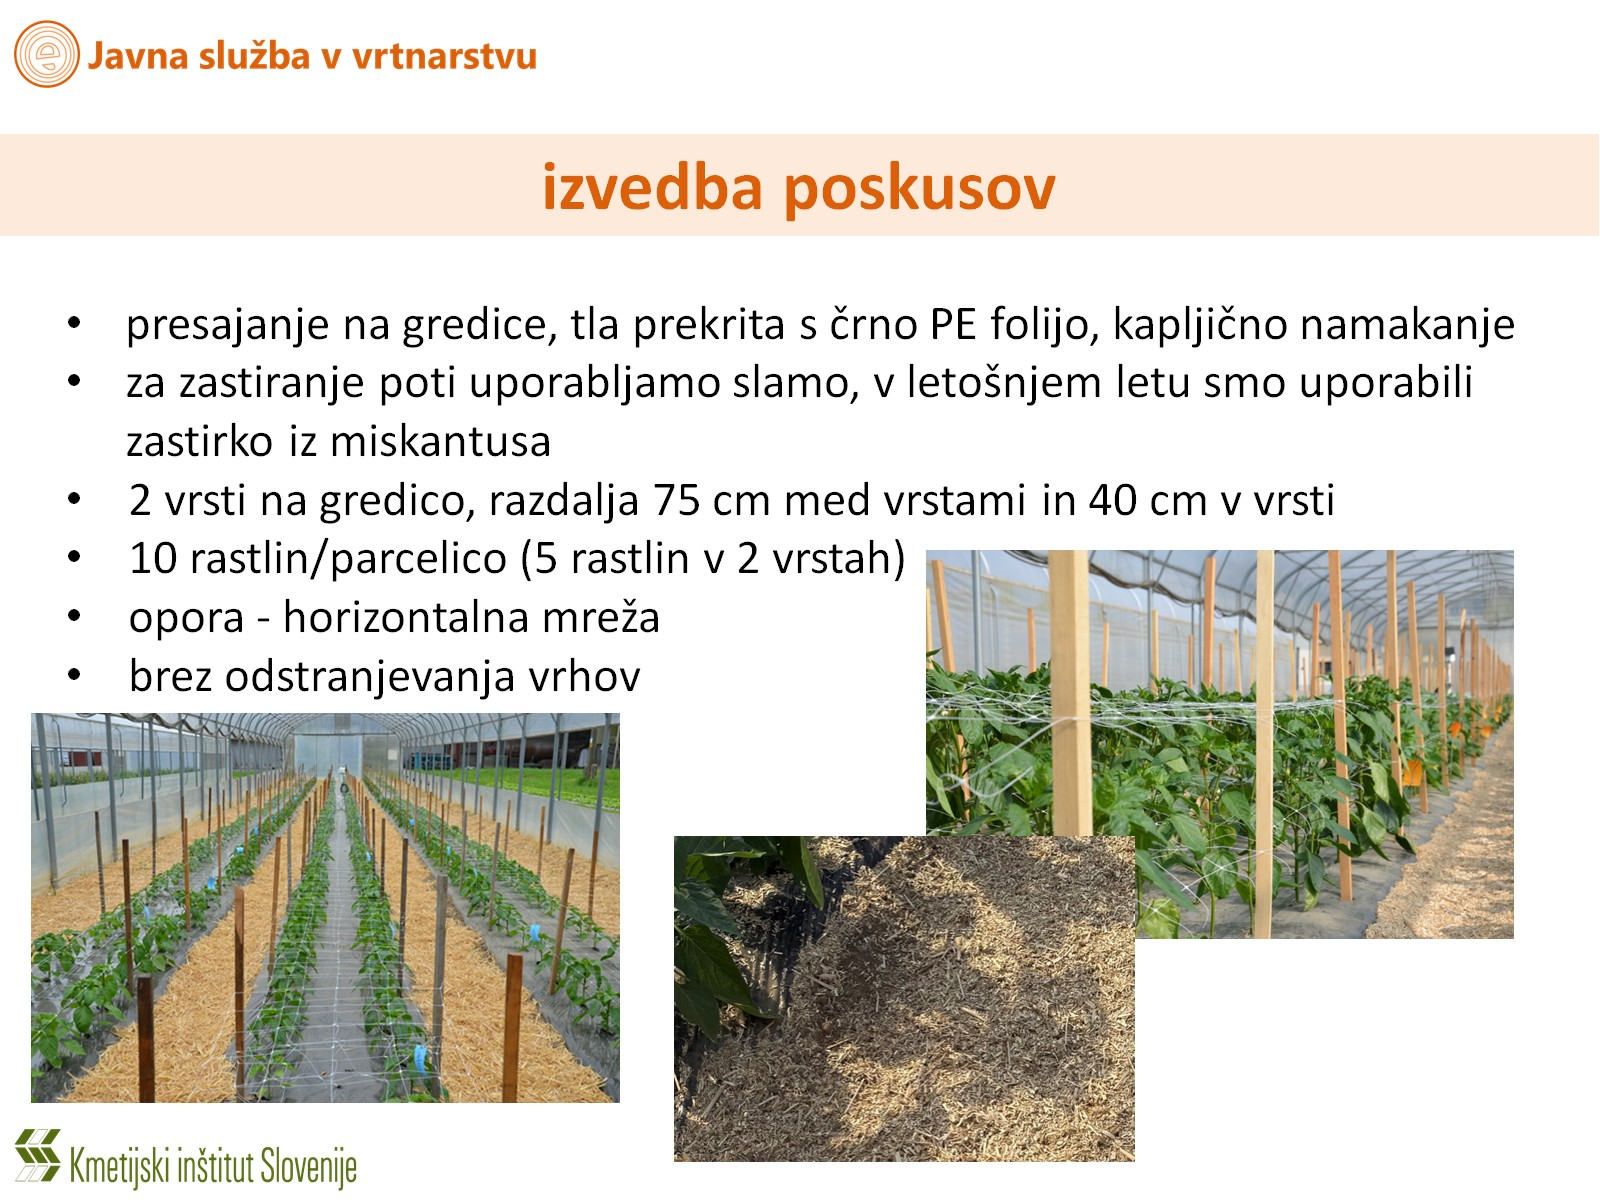 Javna služba v vrtnarstvu
izvedba poskusov
• presajanje na gredice, tla prekrita s črno PE folijo, kapljično namakanje
• za zastiranje poti uporabljamo slamo, v letošnjem letu smo uporabili
zastirko iz miskantusa
• 2 vrsti na gredico, razdalja 75 cm med vrstami in 40 cm v vrsti
• 10 rastlin/parcelico (5 rastlin v 2 vrstah)
• opora - horizontalna mreža
• brez odstranjevanja vrhov
Kmetijski inštitut Slovenije